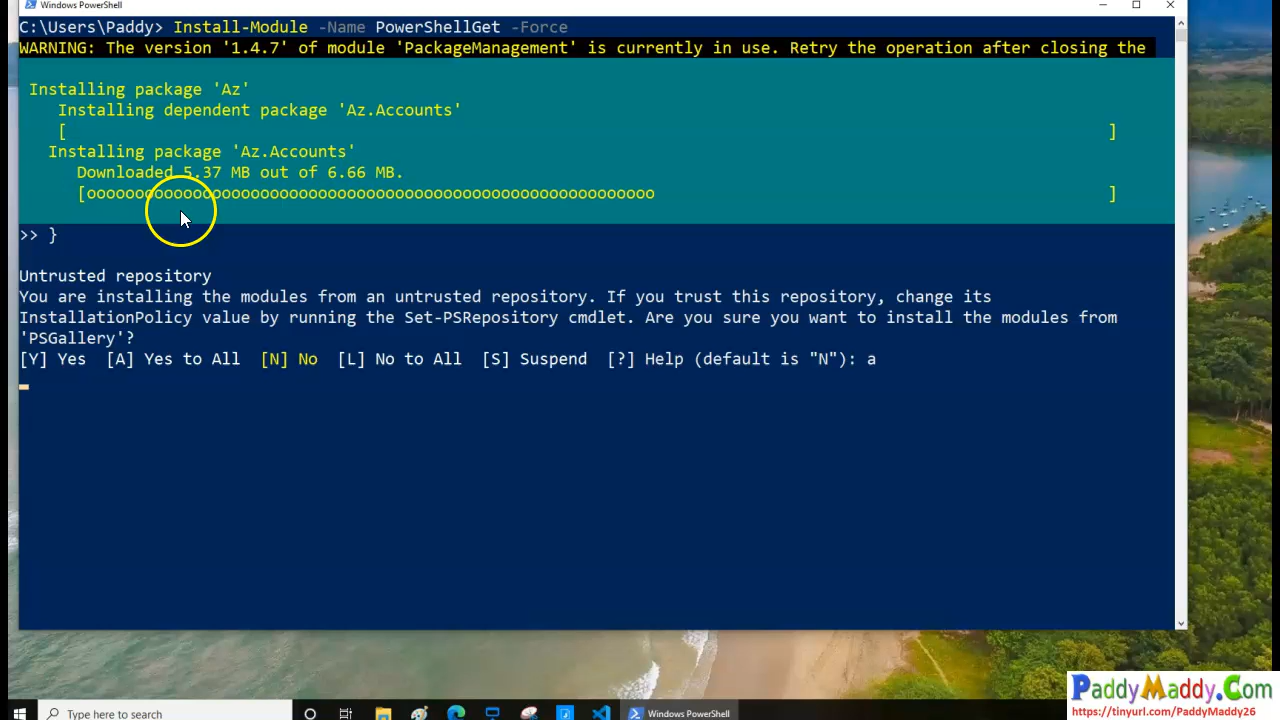 Windows PowerShell
C:\Users\Paddy> Install-Module -Name PowerShellGet -Force
WARNING: The version '1.4.7' of module 'PackageManagement' is currently in use. Retry the operation after closing the
Installing package 'Az'
Installing dependent package 'Az.Accounts'
[ ]
Installing package 'Az.Accounts'
Downloaded 5.37 MB out of 6.66 MB.
[ooooooooooooooooooooooooooooooooooooooooooooooooooooooooooo ]
>> }
Untrusted repository
You are installing the modules from an untrusted repository. If you trust this repository, change its
InstallationPolicy value by running the Set-PSRepository cmdlet. Are you sure you want to install the modules from
'PSGallery'?
[Y] Yes [A] Yes to All [N] No [L] No to All [S] Suspend [?] Help (default is "N"): a
PaddyMaddy.Com
https://tinyurl.com/PaddyMaddy26
Type here to search
Windows PowerShell